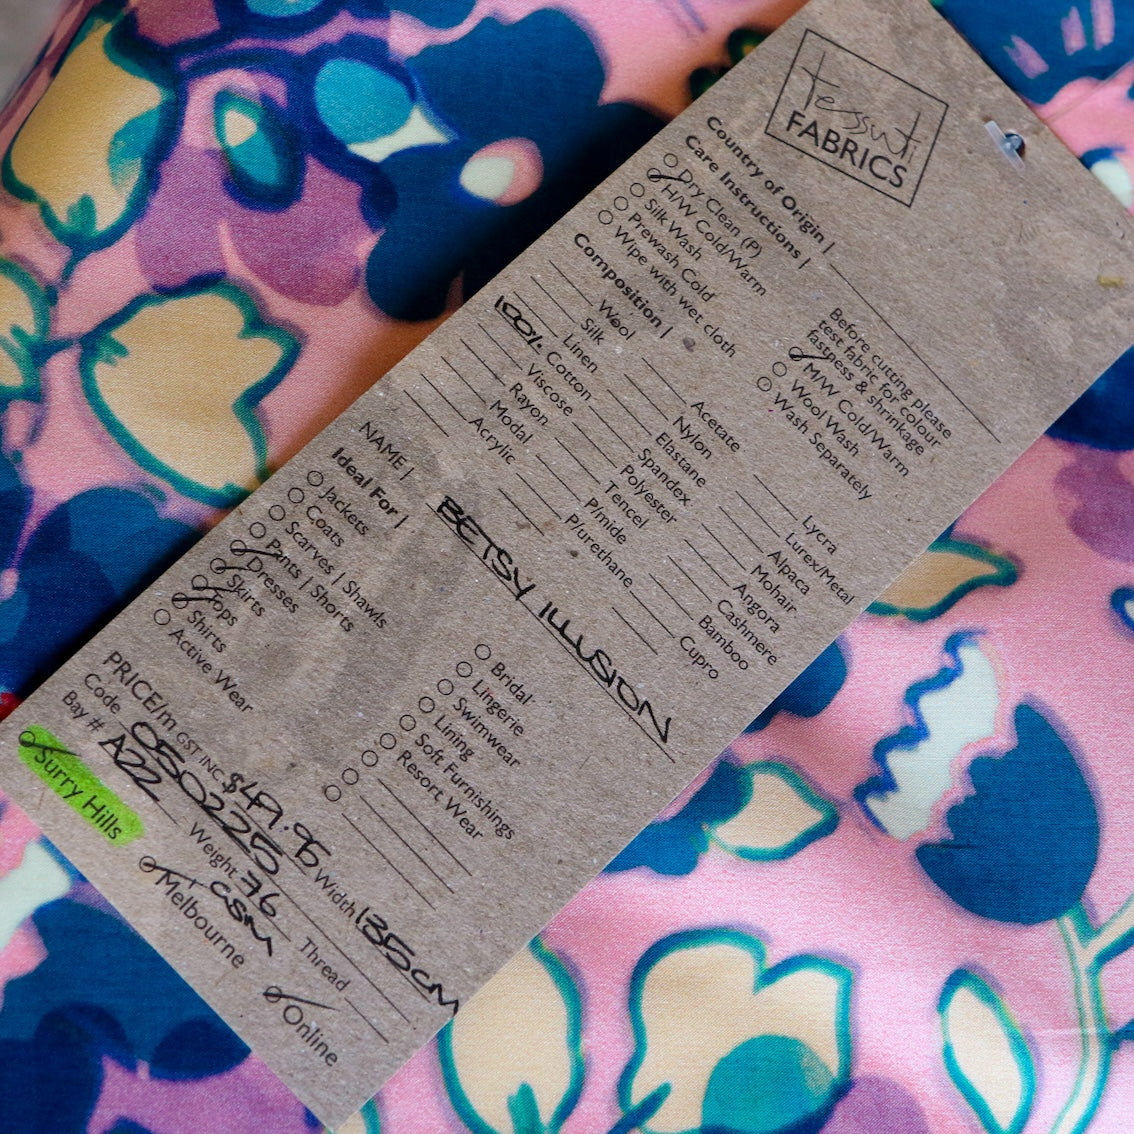 tessuti
FABRICS
Country of Origin |
Care Instructions |
Dry Clean (P)
H/W Cold/Warm
Silk Wash
Prewash Cold
Wipe with wet cloth
Before cutting please
test fabric for colour
fastness & shrinkage
M/W Cold/Warm
Wool Wash
Wash Separately
Composition |
Wool
Silk
Linen
100% Cotton
Viscose
Rayon
Modal
Acrylic
Acetate
Nylon
Elastane
Spandex
Polyester
Tencel
P/mide
P/urethane
Lycra
Lurex/Metal
Alpaca
Mohair
Angora
Cashmere
Bamboo
Cupro
NAME | BETSY ILLUSION
Ideal For |
Jackets
Coats
Scarves | Shawls
Pants | Shorts
Dresses
Skirts
Tops
Shirts
Active Wear
Bridal
Lingerie
Swimwear
Lining
Soft Furnishings
Resort Wear
PRICE/m GST INC. $49.95 Width 135cm
Code 0550225
Bay # A22 Weight 76 GSM Thread
Surry Hills
Melbourne
Online